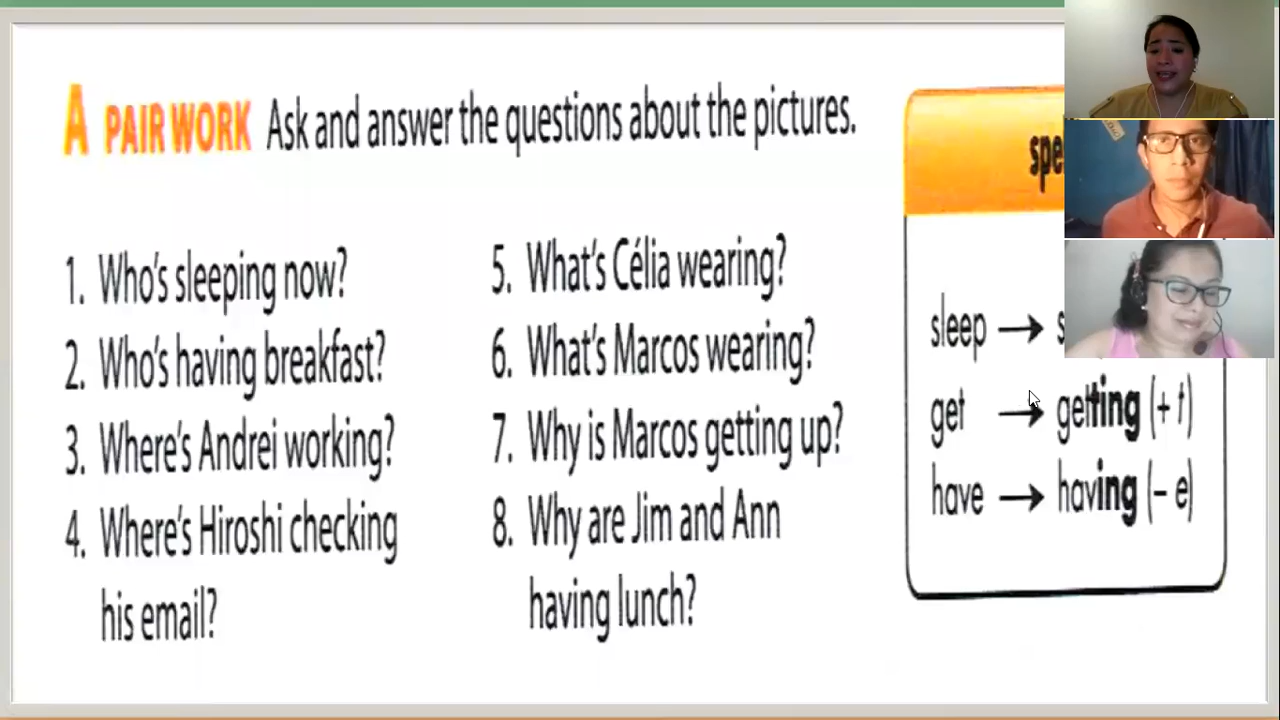 A PAIR WORK Ask and answer the questions about the pictures.
1. Who's sleeping now?
2. Who's having breakfast?
3. Where's Andrei working?
4. Where's Hiroshi checking
his email?
5. What's Célia wearing?
6. What's Marcos wearing?
7. Why is Marcos getting up?
8. Why are Jim and Ann
having lunch?
sleep →
get → getting (+ t)
have → having (– e)